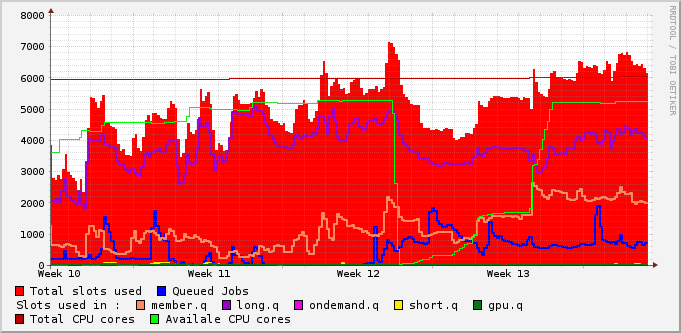 8000
7000
6000
5000
4000
3000
2000
1000
0
Week 10 Week 11 Week 12 Week 13
RRDTOOL / TOBI OETIKER
Total slots used Queued Jobs
Slots used in : member.q long.q ondemand.q short.q gpu.q
Total CPU cores Availale CPU cores